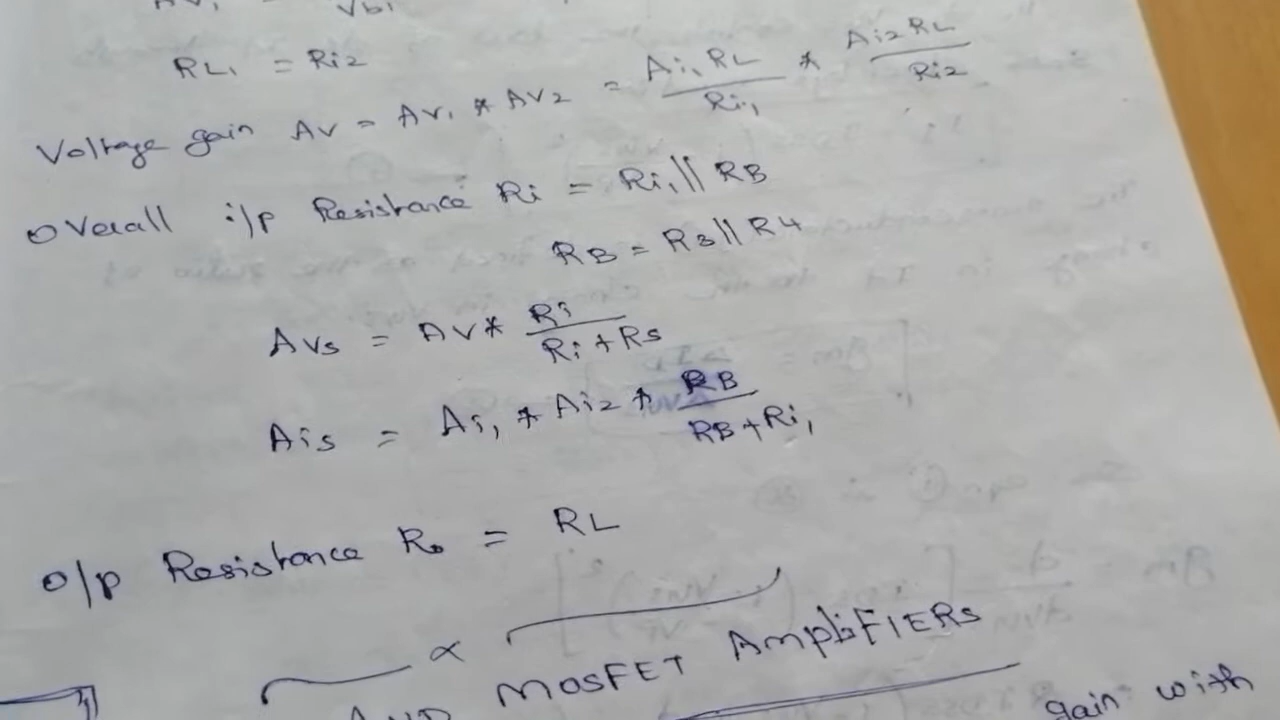 RL1 = Ri2
Voltage gain AV = AV1 * AV2 = Ai1 RL / Ri1 * Ai2 RL / Ri2
Overall i/p Resistance Ri = Ri1 || RB
RB = R3 || R4
AVs = AV * Ri / Ri + Rs
Ais = Ai1 * Ai2 * RB / RB + Ri1
o/p Resistance Ro = RL
MOSFET AmplifIERs
gain with